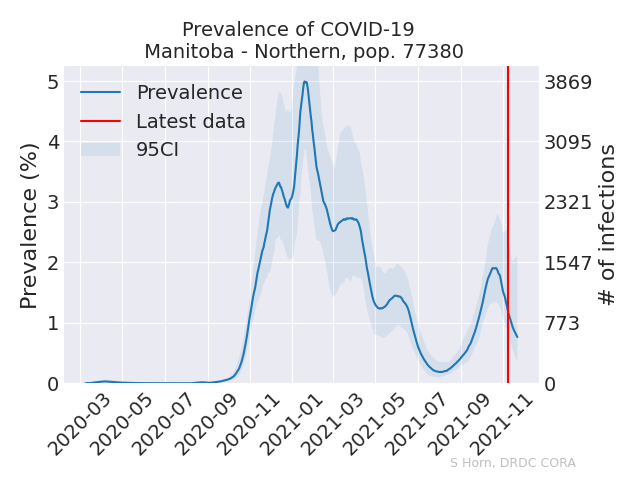 Prevalence of COVID-19
Manitoba - Northern, pop. 77380
Prevalence (%)
5
4
3
2
1
0
Prevalence
Latest data
95CI
3869
3095
2321
1547
773
0
# of infections
2020-03
2020-05
2020-07
2020-09
2020-11
2021-01
2021-03
2021-05
2021-07
2021-09
2021-11
S Horn, DRDC CORA